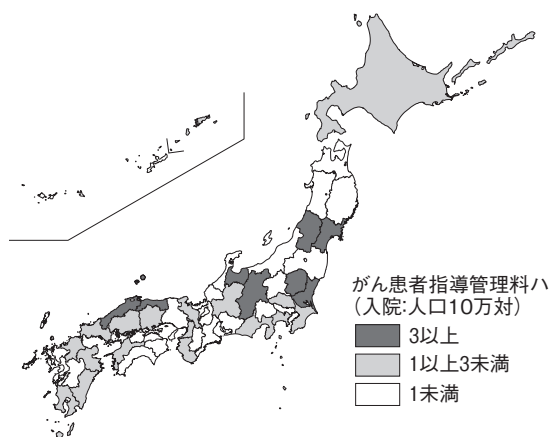 がん患者指導管理料ハ
(入院:人口10万対)
3以上
1以上3未満
1未満